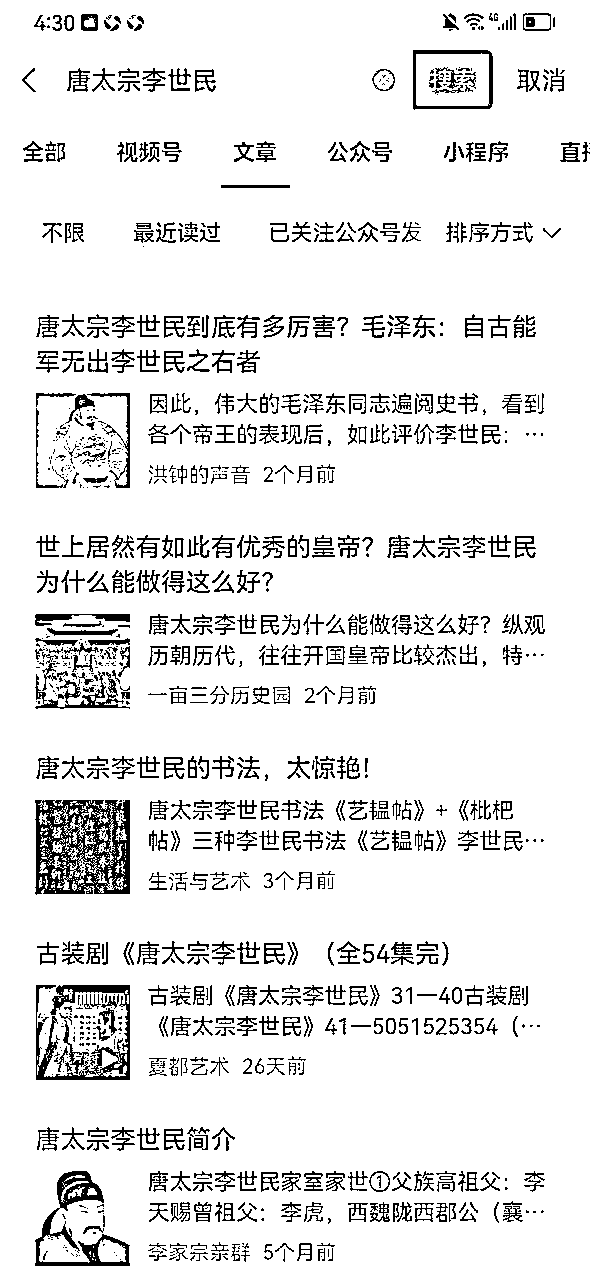 4:30 4G
唐太宗李世民 搜索 取消
全部 视频号 文章 公众号 小程序 直播
不限 最近读过 已关注公众号发 排序方式
唐太宗李世民到底有多厉害？毛泽东：自古能
军无出李世民之右者
因此，伟大的毛泽东同志遍阅史书，看到
各个帝王的表现后，如此评价李世民：…
洪钟的声音 2个月前
世上居然有如此有优秀的皇帝？唐太宗李世民
为什么能做得这么好？
唐太宗李世民为什么能做得这么好？纵观
历朝历代，往往开国皇帝比较杰出，特…
一亩三分历史园 2个月前
唐太宗李世民的书法，太惊艳！
唐太宗李世民书法《艺韫帖》+《枇杷
帖》三种李世民书法《艺韫帖》李世民…
生活与艺术 3个月前
古装剧《唐太宗李世民》（全54集完）
古装剧《唐太宗李世民》31—40古装剧
《唐太宗李世民》41—5051525354（…
夏都艺术 26天前
唐太宗李世民简介
唐太宗李世民家室家世①父族高祖父：李
天赐曾祖父：李虎，西魏陇西郡公（襄…
李家宗亲群 5个月前